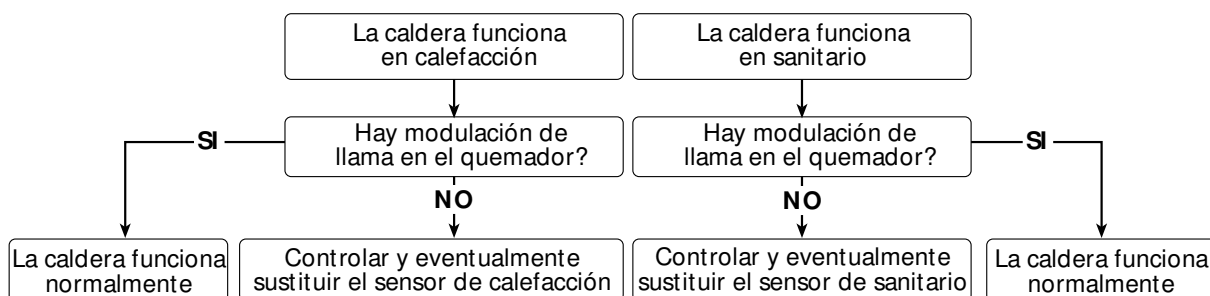 La caldera funciona
en calefacción
La caldera funciona
en sanitario
SI
Hay modulación de
llama en el quemador?
Hay modulación de
llama en el quemador?
SI
NO
NO
La caldera funciona
normalmente
Controlar y eventualmente
sustituir el sensor de calefacción
Controlar y eventualmente
sustituir el sensor de sanitario
La caldera funciona
normalmente